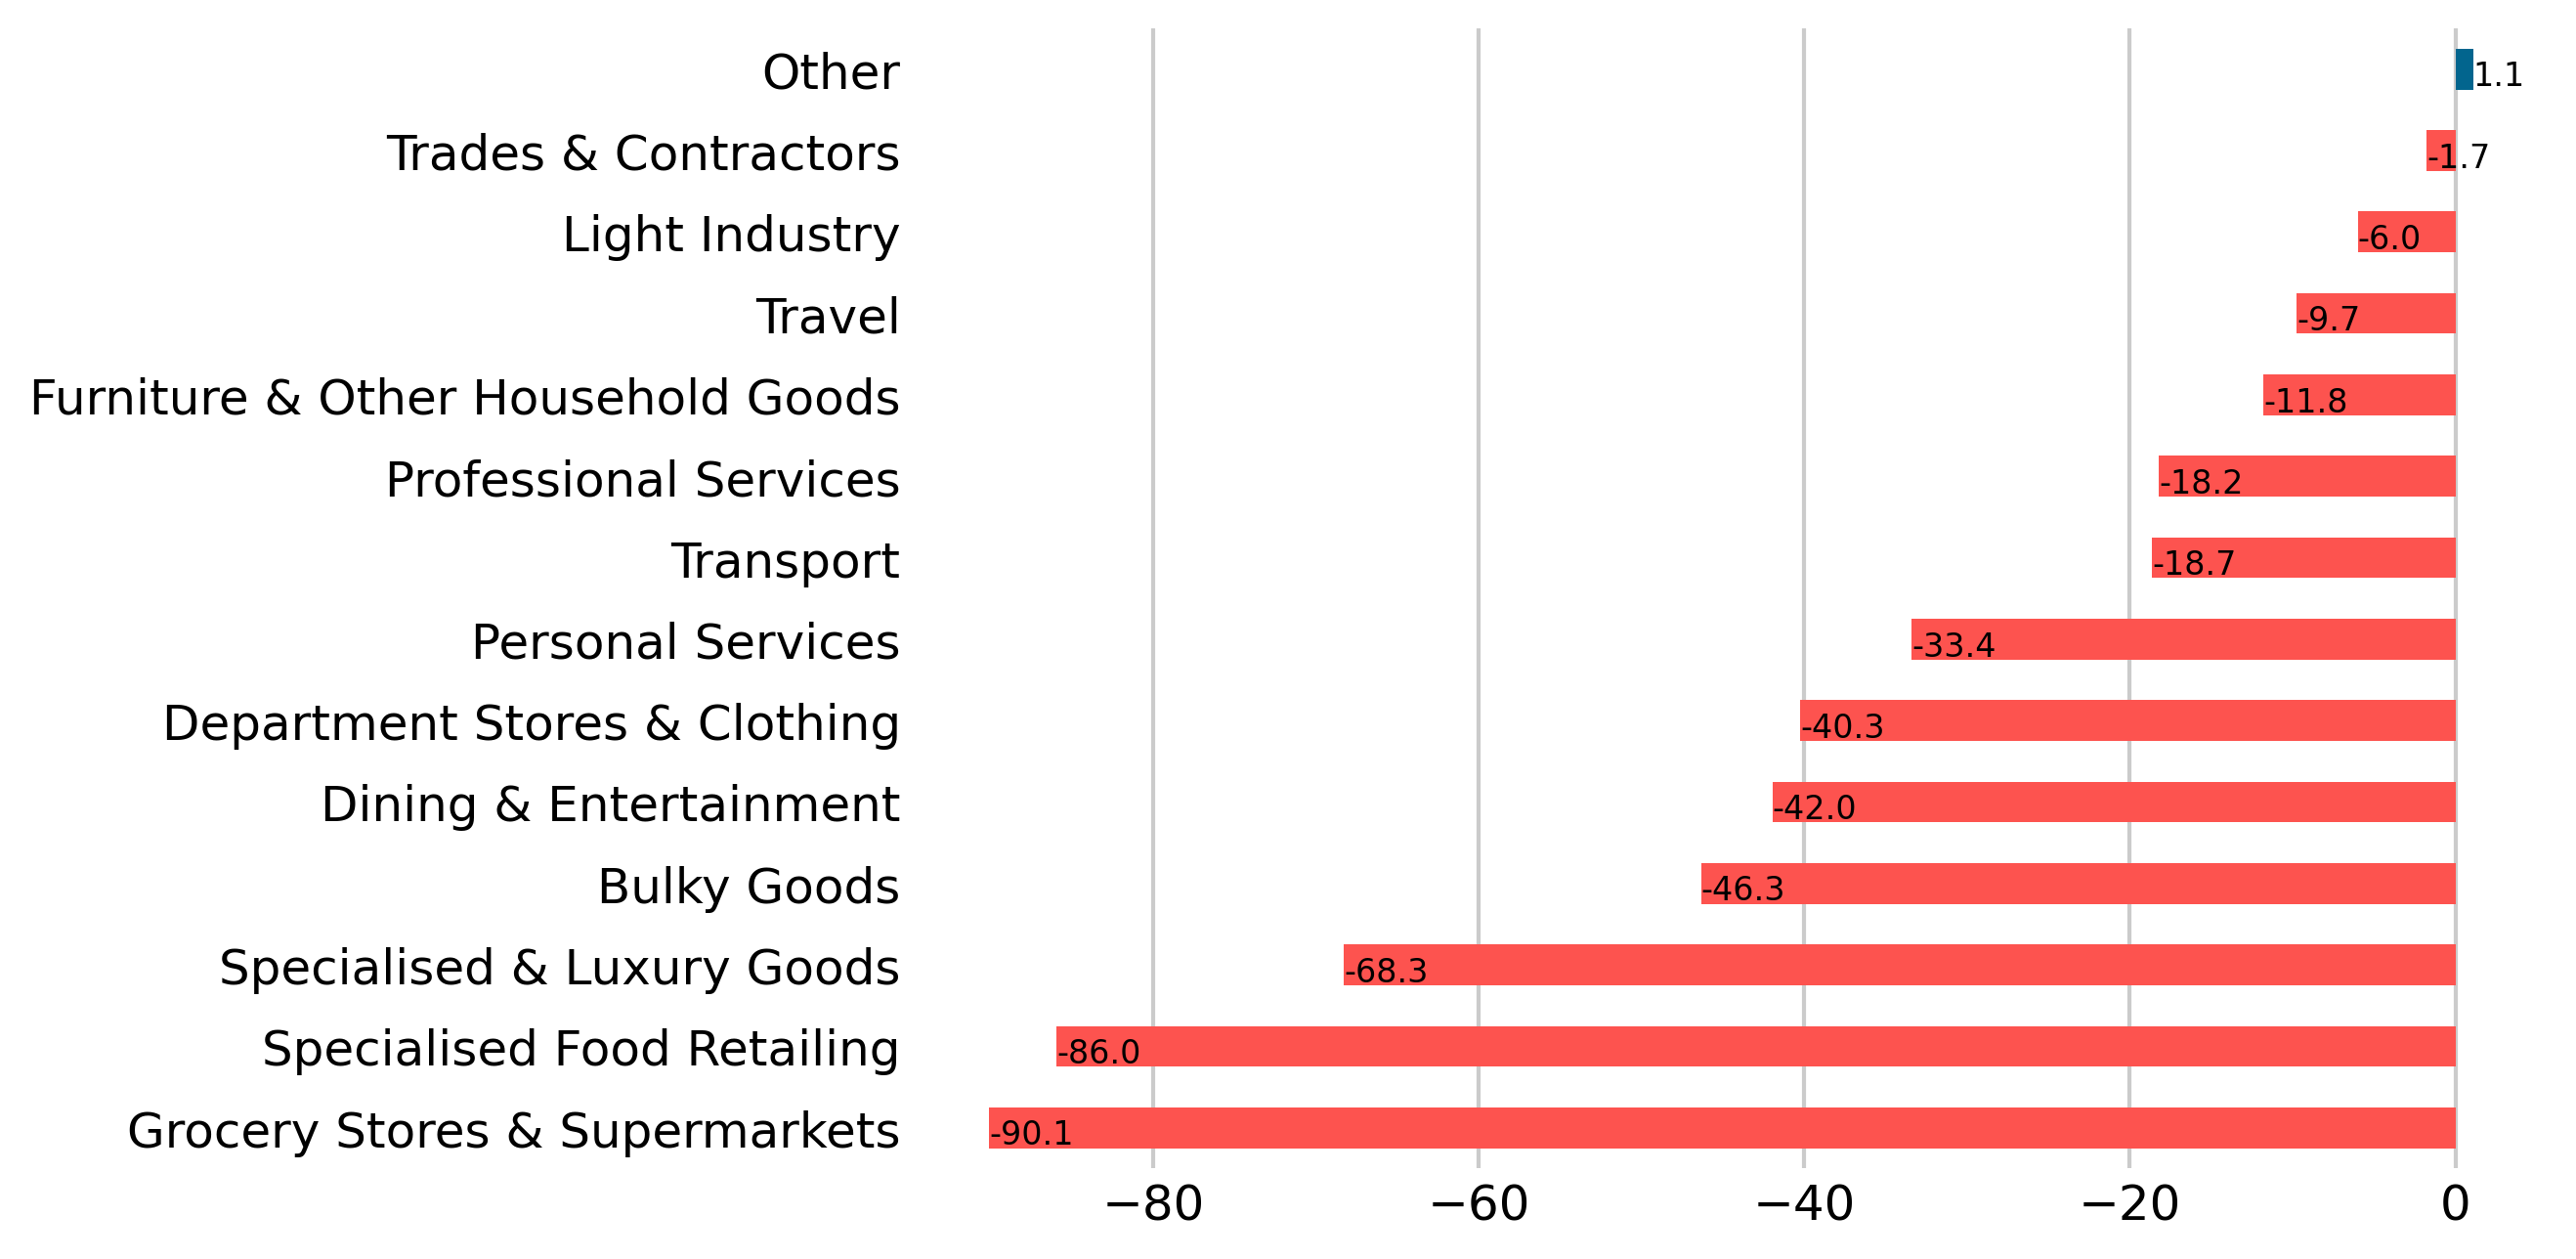 Other 1.1
Trades & Contractors -1.7
Light Industry -6.0
Travel -9.7
Furniture & Other Household Goods -11.8
Professional Services -18.2
Transport -18.7
Personal Services -33.4
Department Stores & Clothing -40.3
Dining & Entertainment -42.0
Bulky Goods -46.3
Specialised & Luxury Goods -68.3
Specialised Food Retailing -86.0
Grocery Stores & Supermarkets -90.1
−80 −60 −40 −20 0